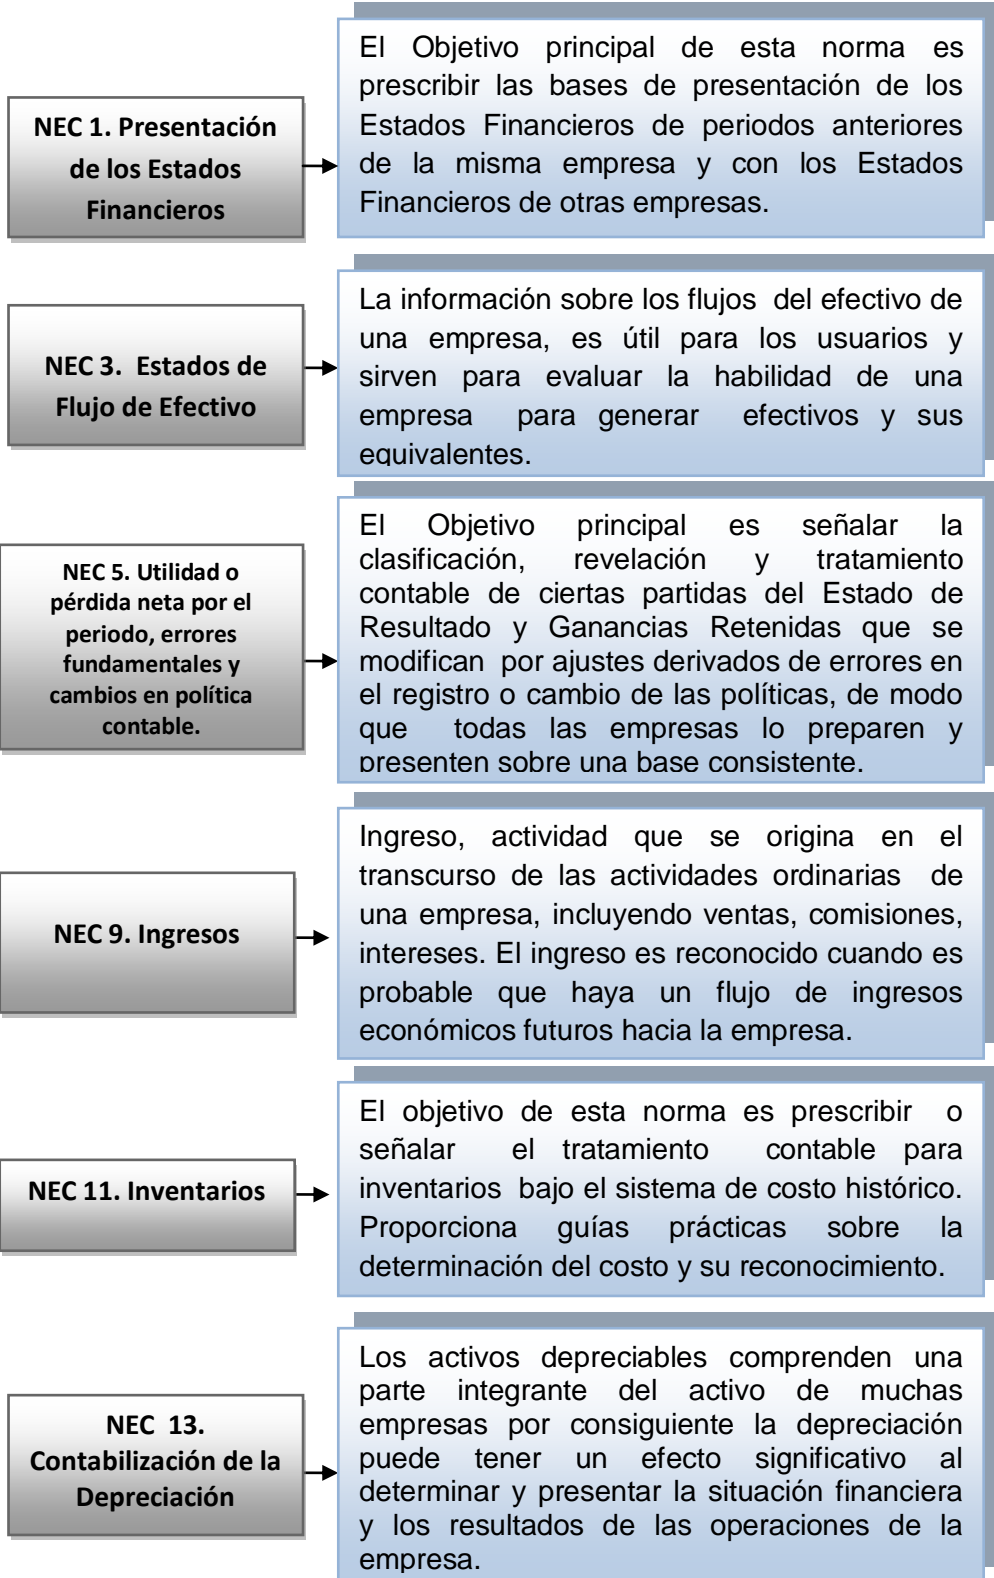 NEC 1. Presentación
de los Estados
Financieros
El Objetivo principal de esta norma es
prescribir las bases de presentación de los
Estados Financieros de periodos anteriores
de la misma empresa y con los Estados
Financieros de otras empresas.
NEC 3. Estados de
Flujo de Efectivo
La información sobre los flujos del efectivo de
una empresa, es útil para los usuarios y
sirven para evaluar la habilidad de una
empresa para generar efectivos y sus
equivalentes.
NEC 5. Utilidad o
pérdida neta por el
periodo, errores
fundamentales y
cambios en política
contable.
El Objetivo principal es señalar la
clasificación, revelación y tratamiento
contable de ciertas partidas del Estado de
Resultado y Ganancias Retenidas que se
modifican por ajustes derivados de errores en
el registro o cambio de las políticas, de modo
que todas las empresas lo preparen y
presenten sobre una base consistente.
NEC 9. Ingresos
Ingreso, actividad que se origina en el
transcurso de las actividades ordinarias de
una empresa, incluyendo ventas, comisiones,
intereses. El ingreso es reconocido cuando es
probable que haya un flujo de ingresos
económicos futuros hacia la empresa.
NEC 11. Inventarios
El objetivo de esta norma es prescribir o
señalar el tratamiento contable para
inventarios bajo el sistema de costo histórico.
Proporciona guías prácticas sobre la
determinación del costo y su reconocimiento.
NEC 13.
Contabilización de la
Depreciación
Los activos depreciables comprenden una
parte integrante del activo de muchas
empresas por consiguiente la depreciación
puede tener un efecto significativo al
determinar y presentar la situación financiera
y los resultados de las operaciones de la
empresa.